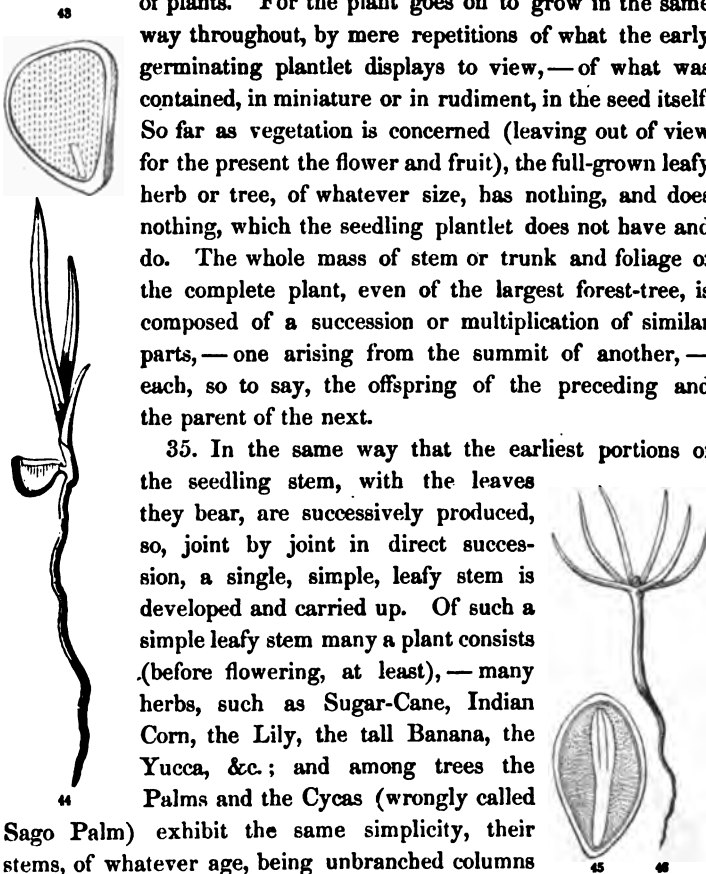 43
of plants. For the plant goes on to grow in the same
way throughout, by mere repetitions of what the early
germinating plantlet displays to view,—of what was
contained, in miniature or in rudiment, in the seed itself
So far as vegetation is concerned (leaving out of view
for the present the flower and fruit), the full-grown leafy
herb or tree, of whatever size, has nothing, and does
nothing, which the seedling plantlet does not have and
do. The whole mass of stem or trunk and foliage of
the complete plant, even of the largest forest-tree, is
composed of a succession or multiplication of similar
parts,—one arising from the summit of another,—
each, so to say, the offspring of the preceding and
the parent of the next.
35. In the same way that the earliest portions of
the seedling stem, with the leaves
they bear, are successively produced,
so, joint by joint in direct succes-
sion, a single, simple, leafy stem is
developed and carried up. Of such a
simple leafy stem many a plant consists
(before flowering, at least),—many
herbs, such as Sugar-Cane, Indian
Corn, the Lily, the tall Banana, the
Yucca, &c.; and among trees the
44
Palms and the Cycas (wrongly called
Sago Palm) exhibit the same simplicity, their
stems, of whatever age, being unbranched columns
45 46